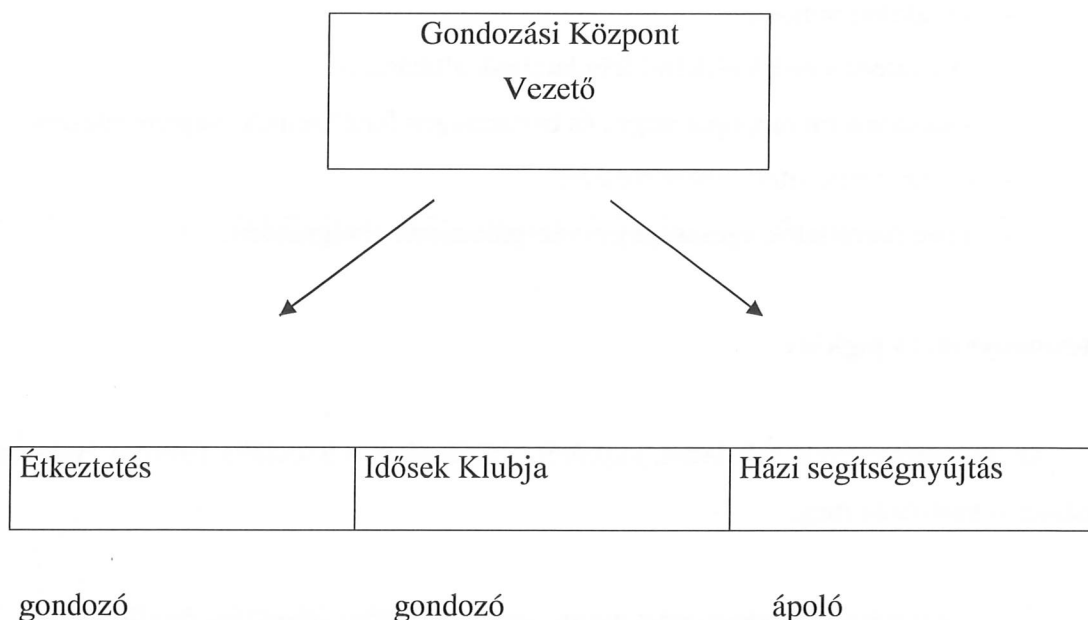 Gondozási Központ
Vezető
Étkeztetés
Idősek Klubja
Házi segítségnyújtás
gondozó
gondozó
ápoló